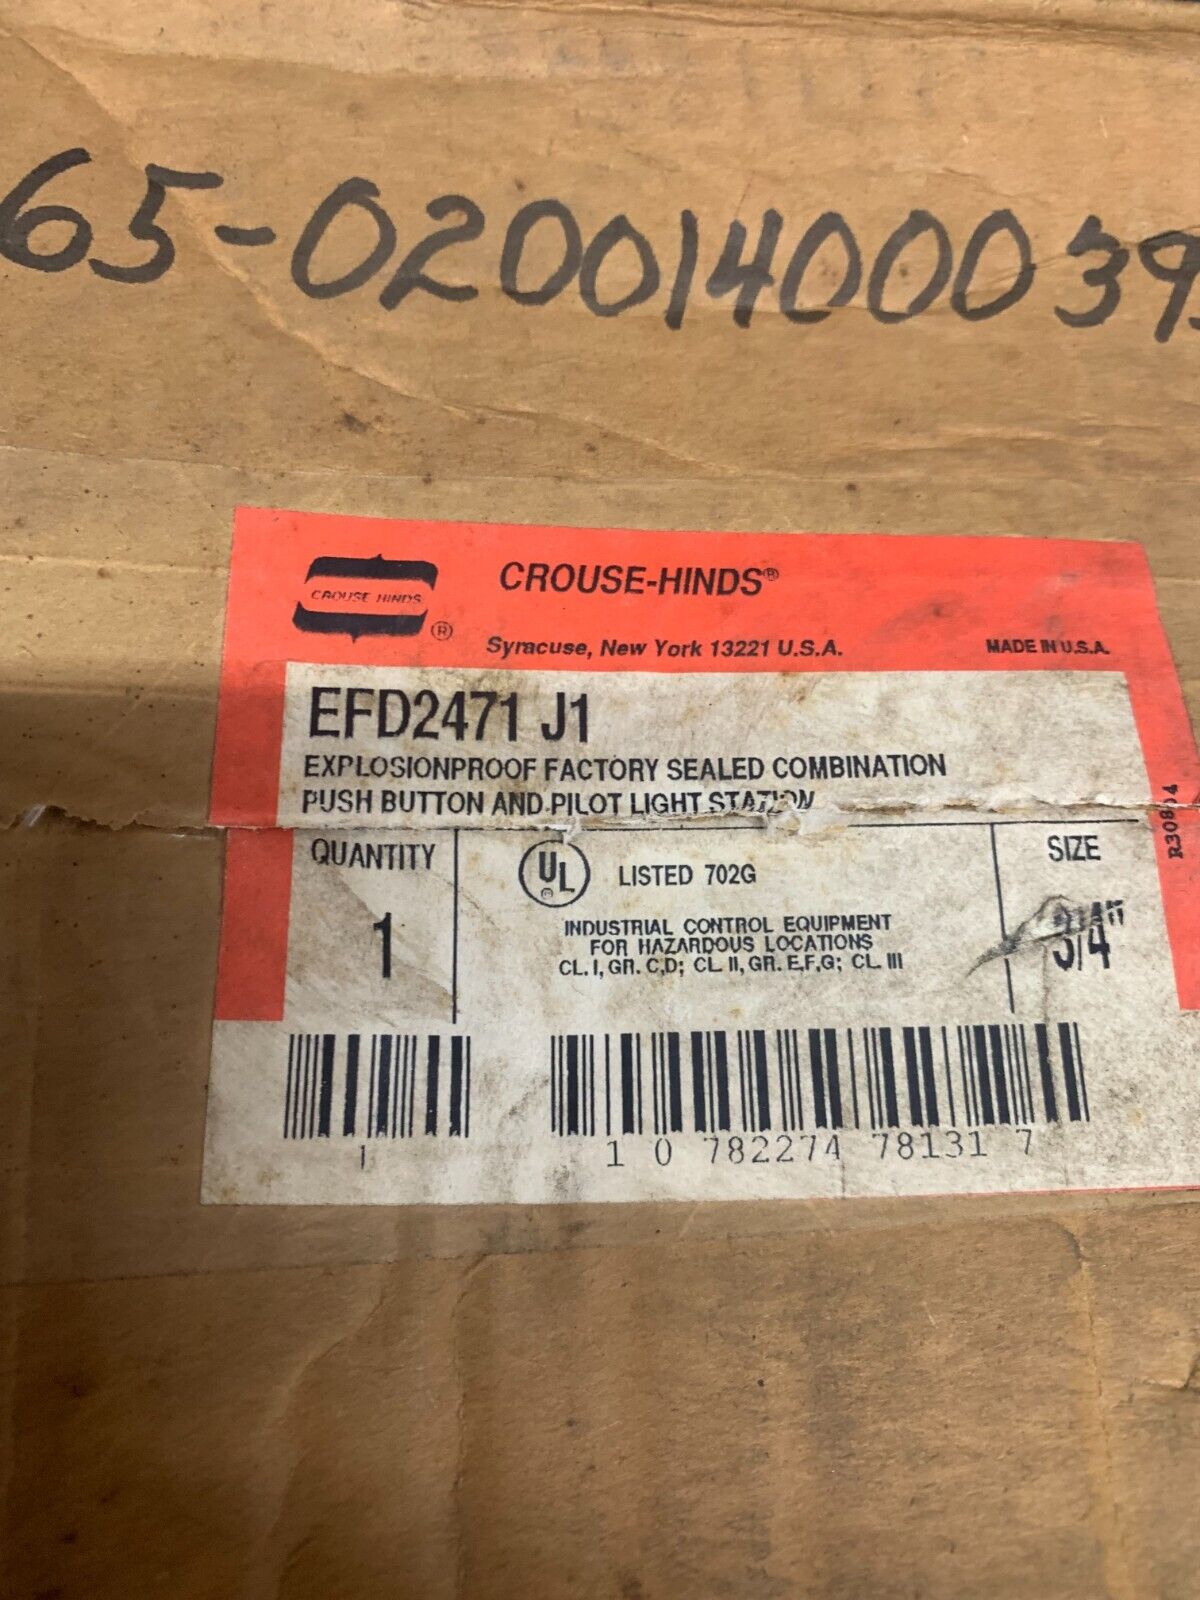 65-020014000393
CROUSE HINDS
®
CROUSE-HINDS®
Syracuse, New York 13221 U.S.A.
MADE IN U.S.A.
EFD2471 J1
EXPLOSIONPROOF FACTORY SEALED COMBINATION
PUSH BUTTON AND PILOT LIGHT STATION
QUANTITY
1
UL
®
LISTED 702G
INDUSTRIAL CONTROL EQUIPMENT
FOR HAZARDOUS LOCATIONS
CL. I, GR. C,D; CL. II, GR. E,F,G; CL. III
SIZE
3/4"
1
1 0 782274 78131 7